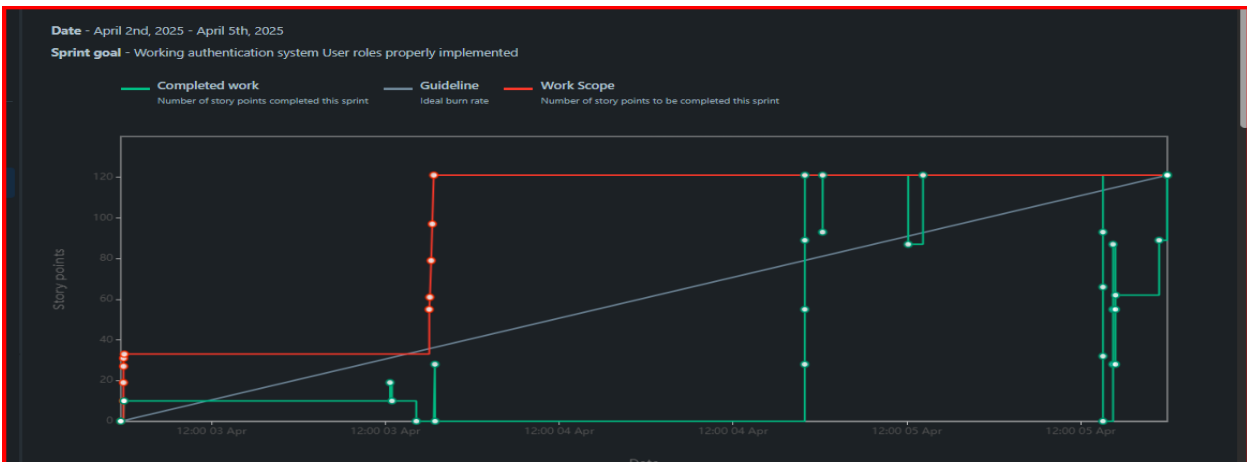 Date - April 2nd, 2025 - April 5th, 2025
Sprint goal - Working authentication system User roles properly implemented
Completed work Guideline Work Scope
Number of story points completed this sprint Ideal burn rate Number of story points to be completed this sprint
120
100
80
60
40
20
0
Story points
12:00 03 Apr 12:00 03 Apr 12:00 04 Apr 12:00 04 Apr 12:00 05 Apr 12:00 05 Apr
Date